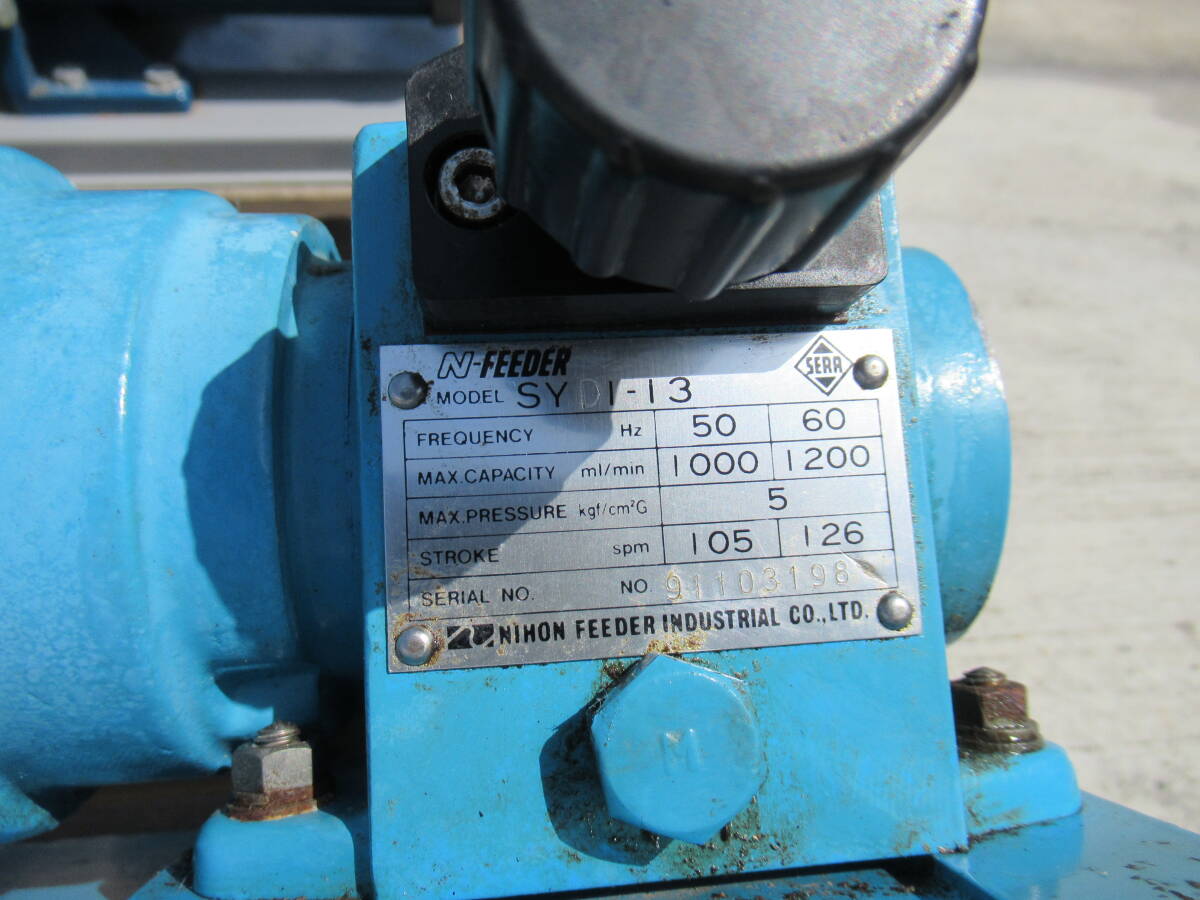 N-FEEDER
SERA
MODEL SYD1-13
FREQUENCY Hz 50 60
MAX.CAPACITY ml/min 1000 1200
MAX.PRESSURE kgf/cm²G 5
STROKE spm 105 126
SERIAL NO. NO 91103198
NIHON FEEDER INDUSTRIAL CO.,LTD.
M